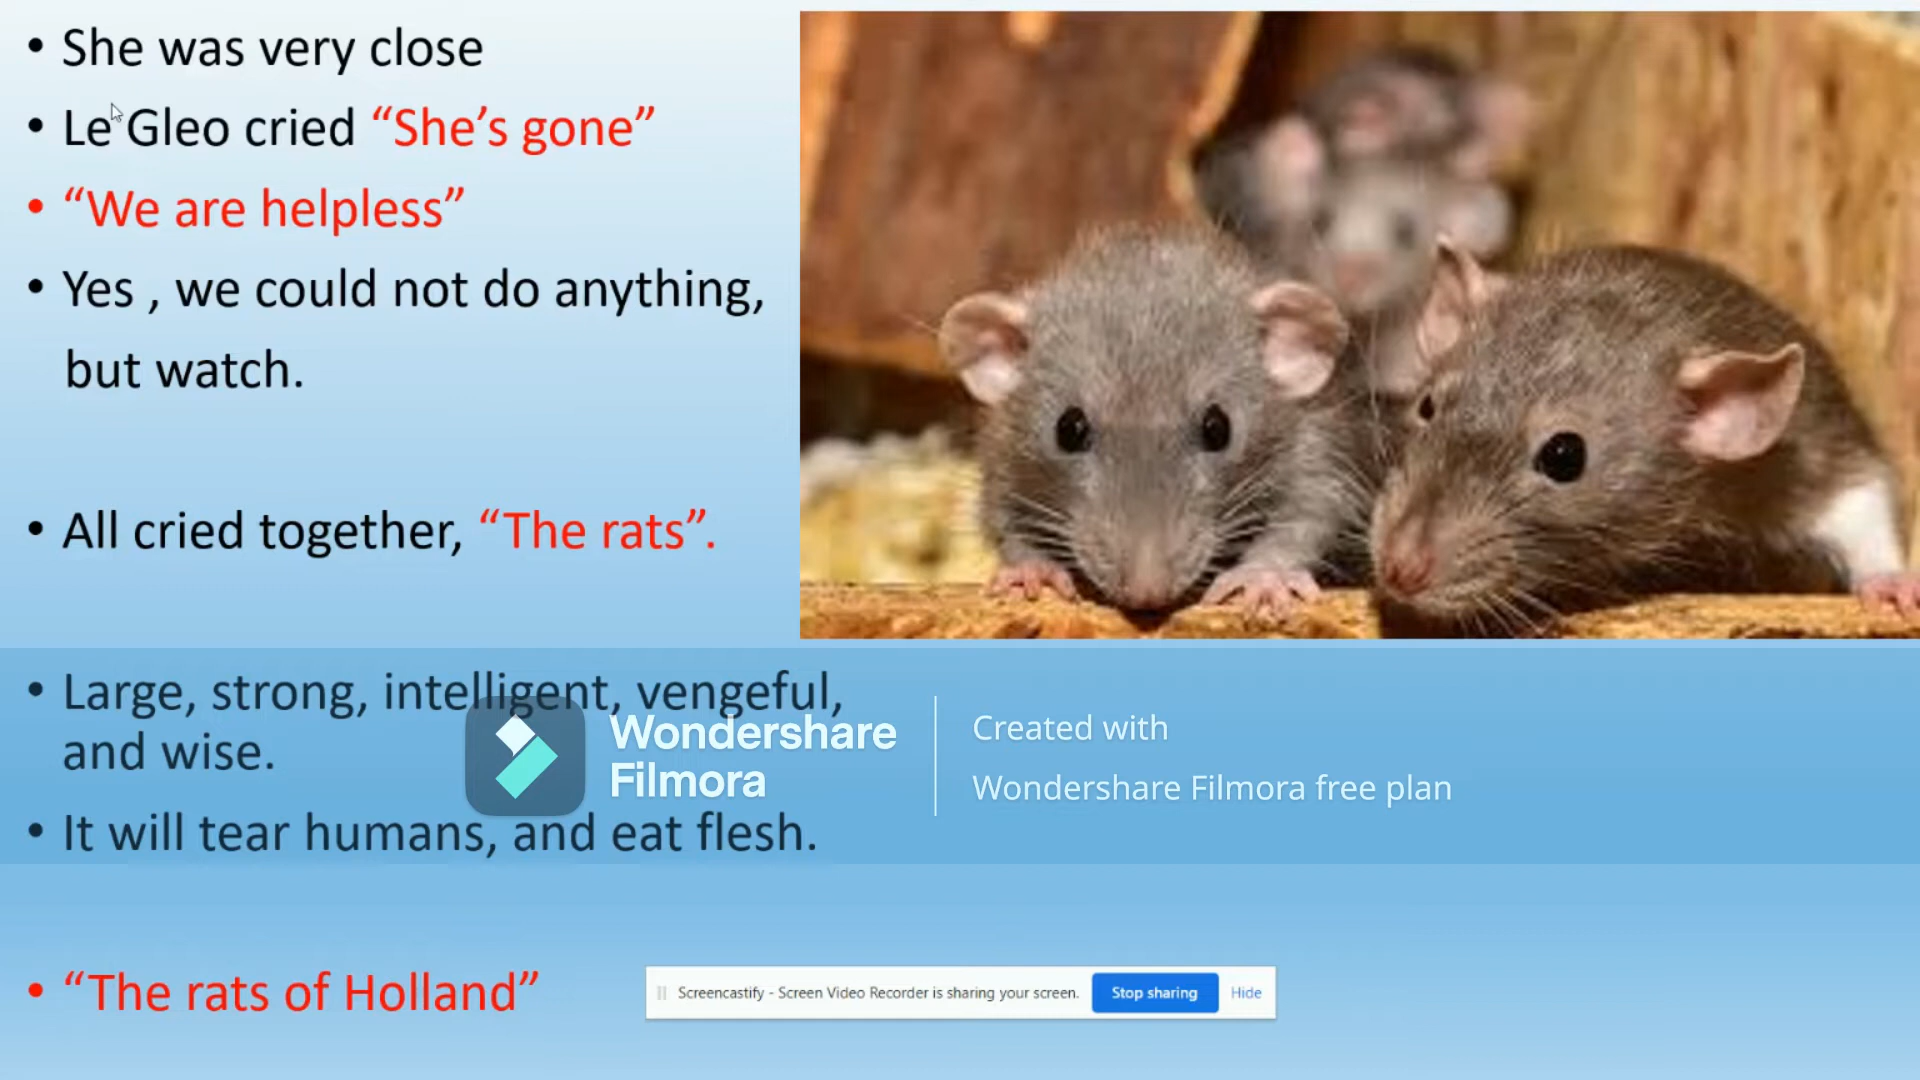 • She was very close
• Le Gleo cried “She’s gone”
• “We are helpless”
• Yes , we could not do anything,
but watch.
• All cried together, “The rats”.
• Large, strong, intelligent, vengeful,
and wise.
Wondershare
Filmora
Created with
Wondershare Filmora free plan
• It will tear humans, and eat flesh.
• “The rats of Holland”
Screencastify - Screen Video Recorder is sharing your screen.
Stop sharing
Hide